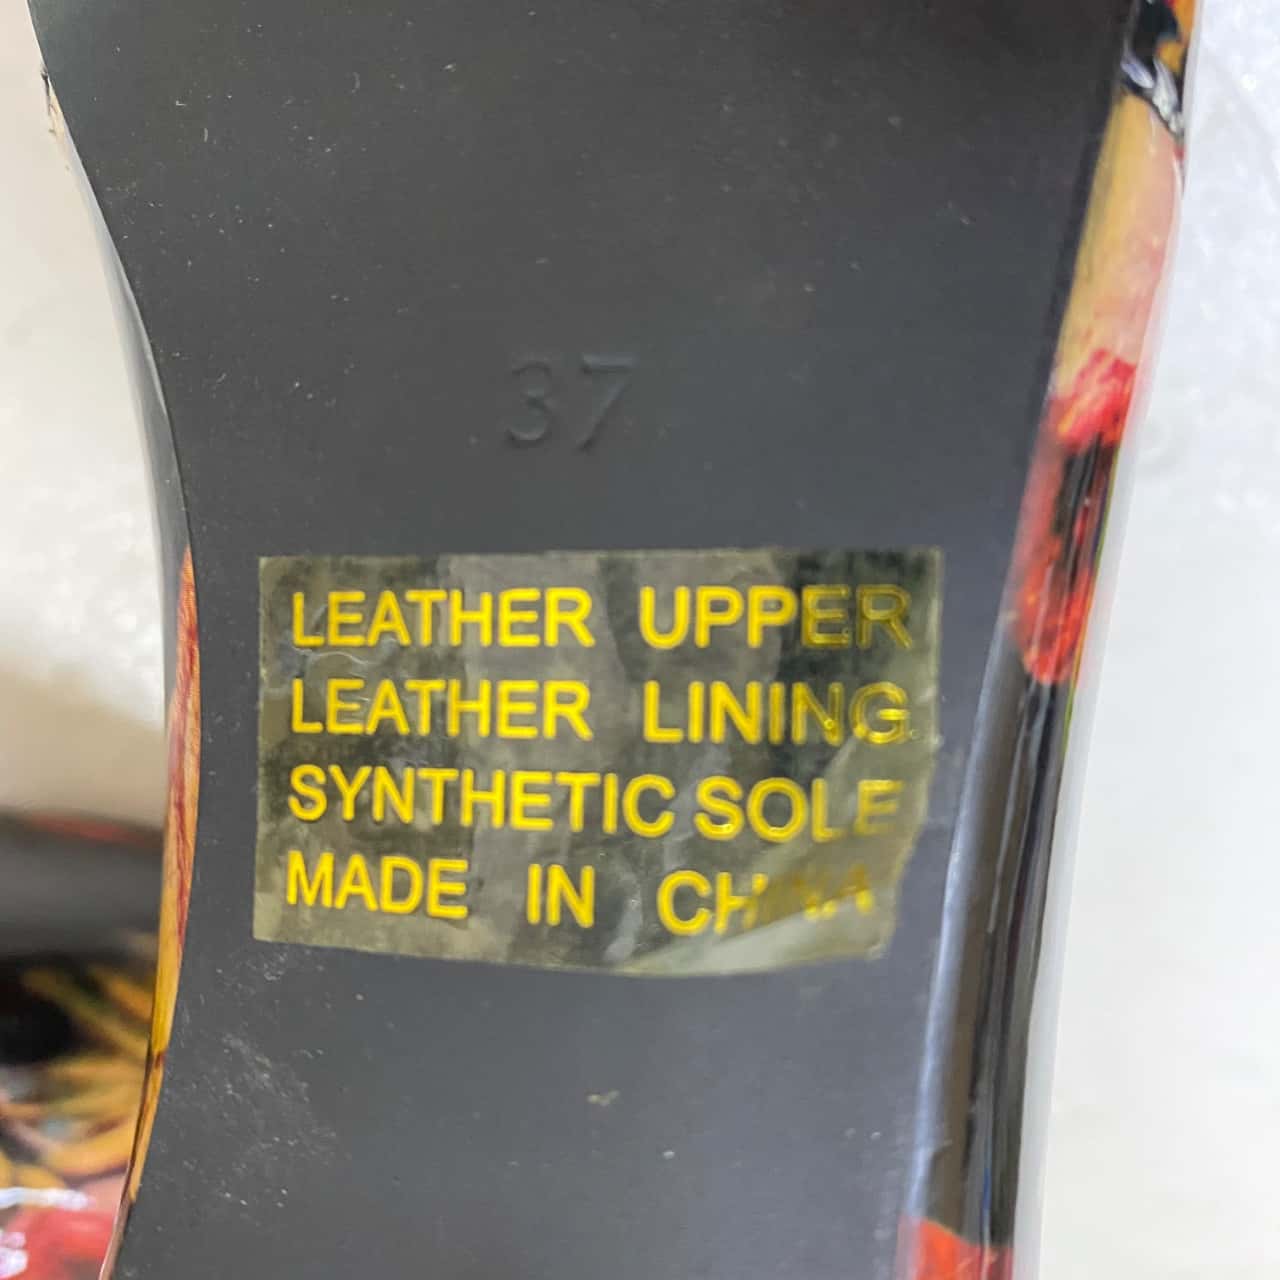 37
LEATHER UPPER
LEATHER LINING
SYNTHETIC SOLE
MADE IN CHINA